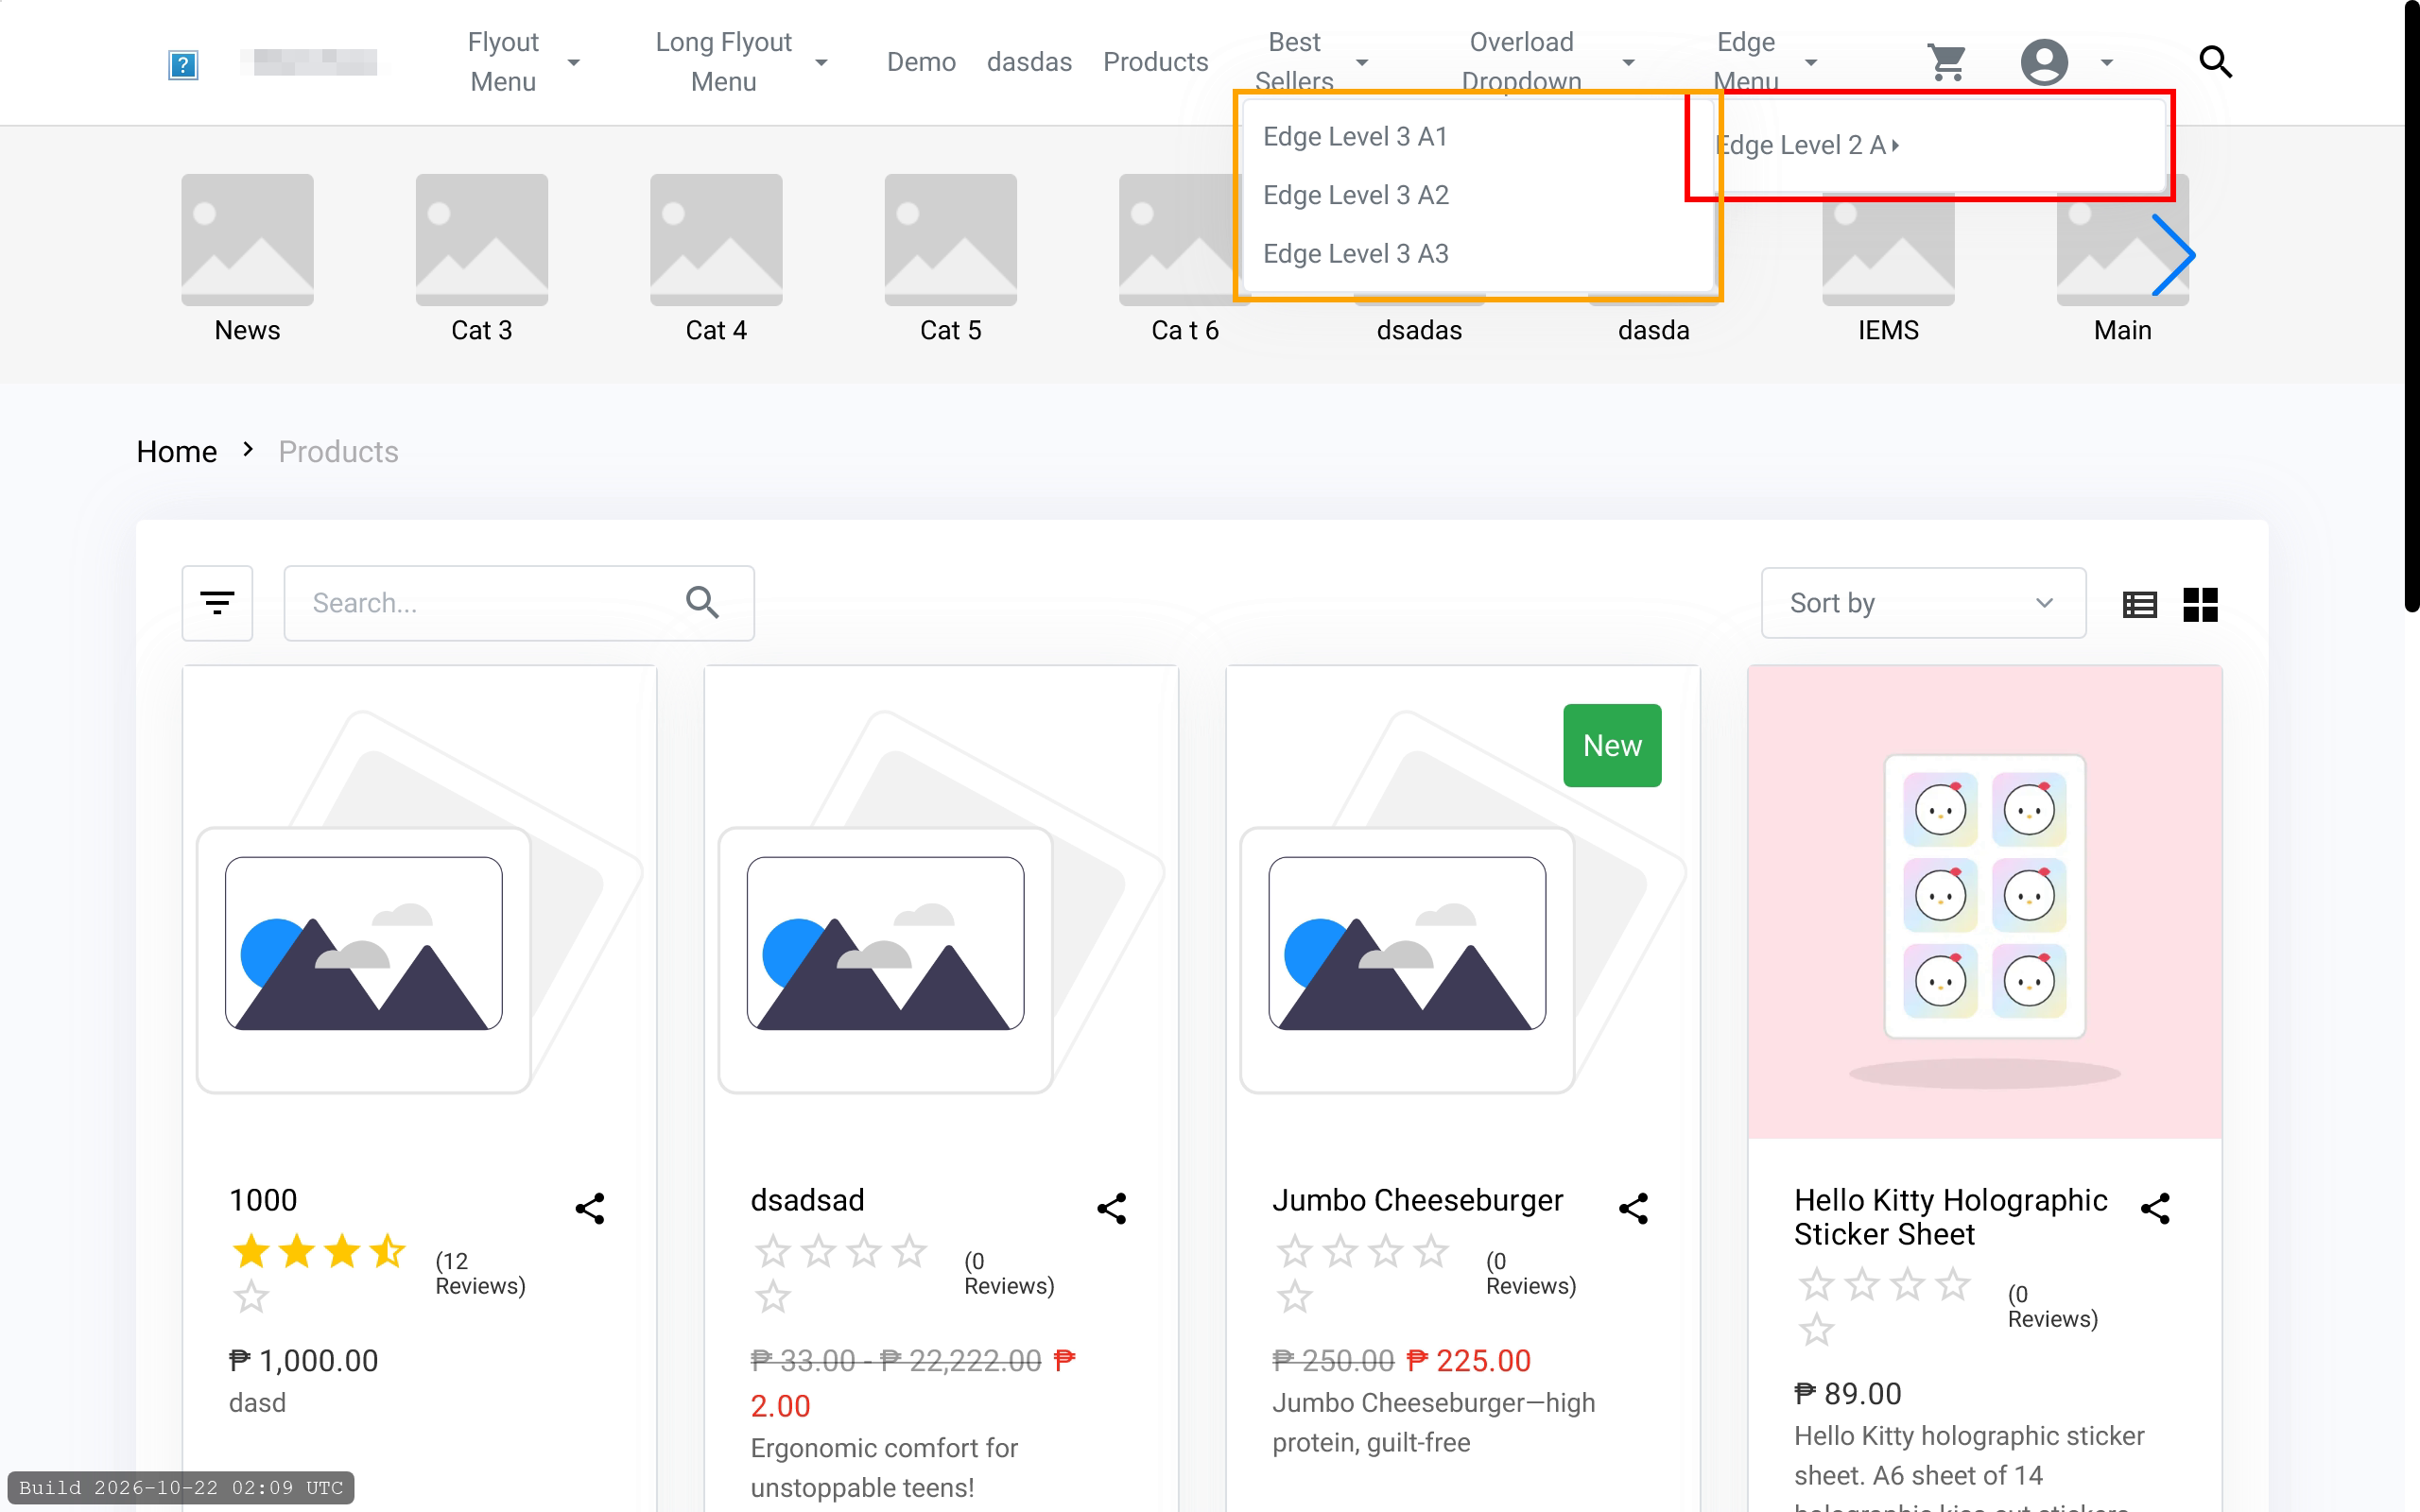 Flyout
Menu
Long Flyout
Menu
Demo
dasdas
Products
Best
Sellers
Overload
Dropdown
Edge
Menu
Edge Level 3 A1
Edge Level 3 A2
Edge Level 3 A3
Edge Level 2 A
News
Cat 3
Cat 4
Cat 5
Ca t 6
dsadas
dasda
IEMS
Main
Home
Products
Search...
Sort by
New
1000
(12
Reviews)
₱ 1,000.00
dasd
dsadsad
(0
Reviews)
₱ 33.00 - ₱ 22,222.00 ₱
2.00
Ergonomic comfort for
unstoppable teens!
Jumbo Cheeseburger
(0
Reviews)
₱ 250.00 ₱ 225.00
Jumbo Cheeseburger—high
protein, guilt-free
Hello Kitty Holographic
Sticker Sheet
(0
Reviews)
₱ 89.00
Hello Kitty holographic sticker
sheet. A6 sheet of 14
holographic kiss cut stickers
Build 2026-10-22 02:09 UTC